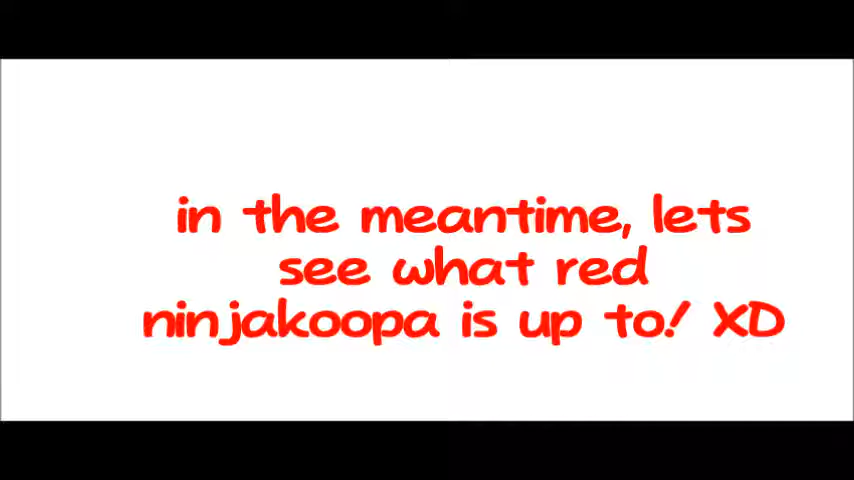 in the meantime, lets
see what red
ninjakoopa is up to! XD